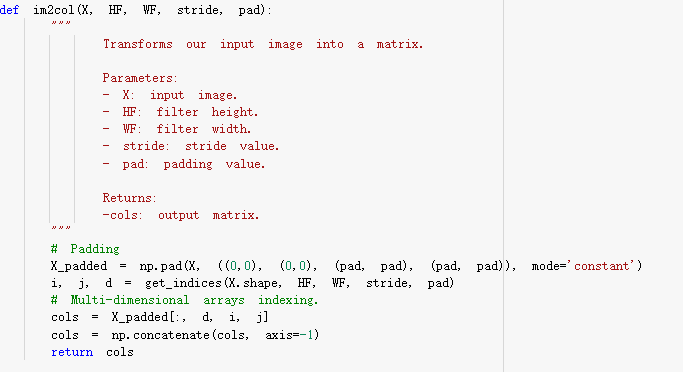 def im2col(X, HF, WF, stride, pad):
"""
Transforms our input image into a matrix.
Parameters:
- X: input image.
- HF: filter height.
- WF: filter width.
- stride: stride value.
- pad: padding value.
Returns:
-cols: output matrix.
"""
# Padding
X_padded = np.pad(X, ((0,0), (0,0), (pad, pad), (pad, pad)), mode='constant')
i, j, d = get_indices(X.shape, HF, WF, stride, pad)
# Multi-dimensional arrays indexing.
cols = X_padded[:, d, i, j]
cols = np.concatenate(cols, axis=-1)
return cols